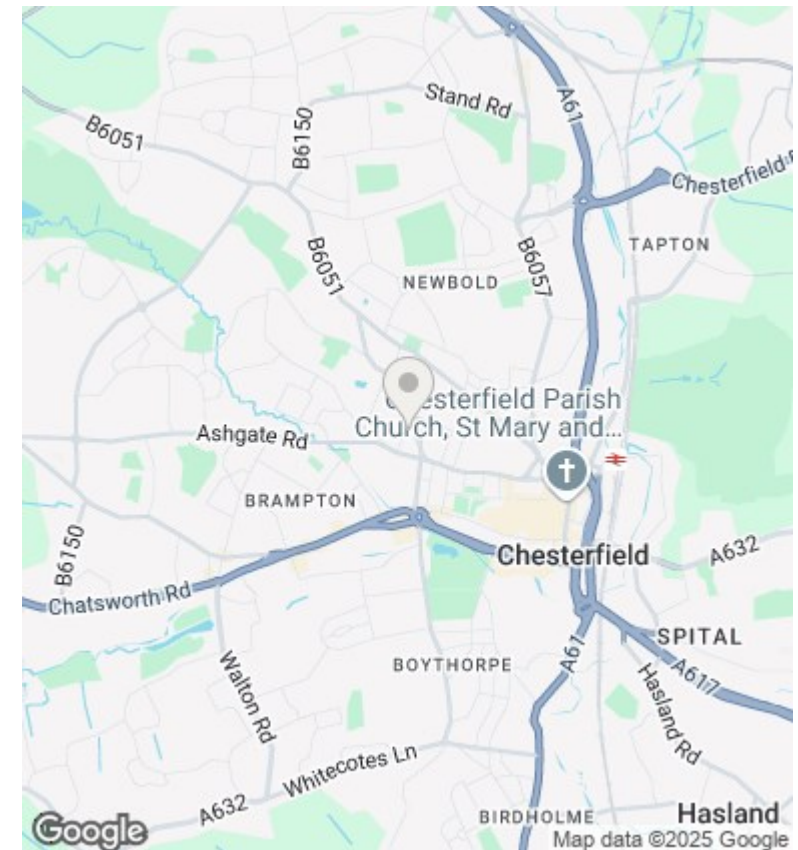 Stand Rd
A61
B6051
B6150
Chesterfield R
TAPTON
B6051
B6057
NEWBOLD
Chesterfield Parish
Church, St Mary and...
Ashgate Rd
BRAMPTON
Chesterfield
A632
B6150
Chatsworth Rd
SPITAL
BOYTHORPE
A61
A617
Walton Rd
Hasland Rd
Whitecotes Ln
A632
BIRDHOLME
Hasland
Google
Map data ©2025 Google